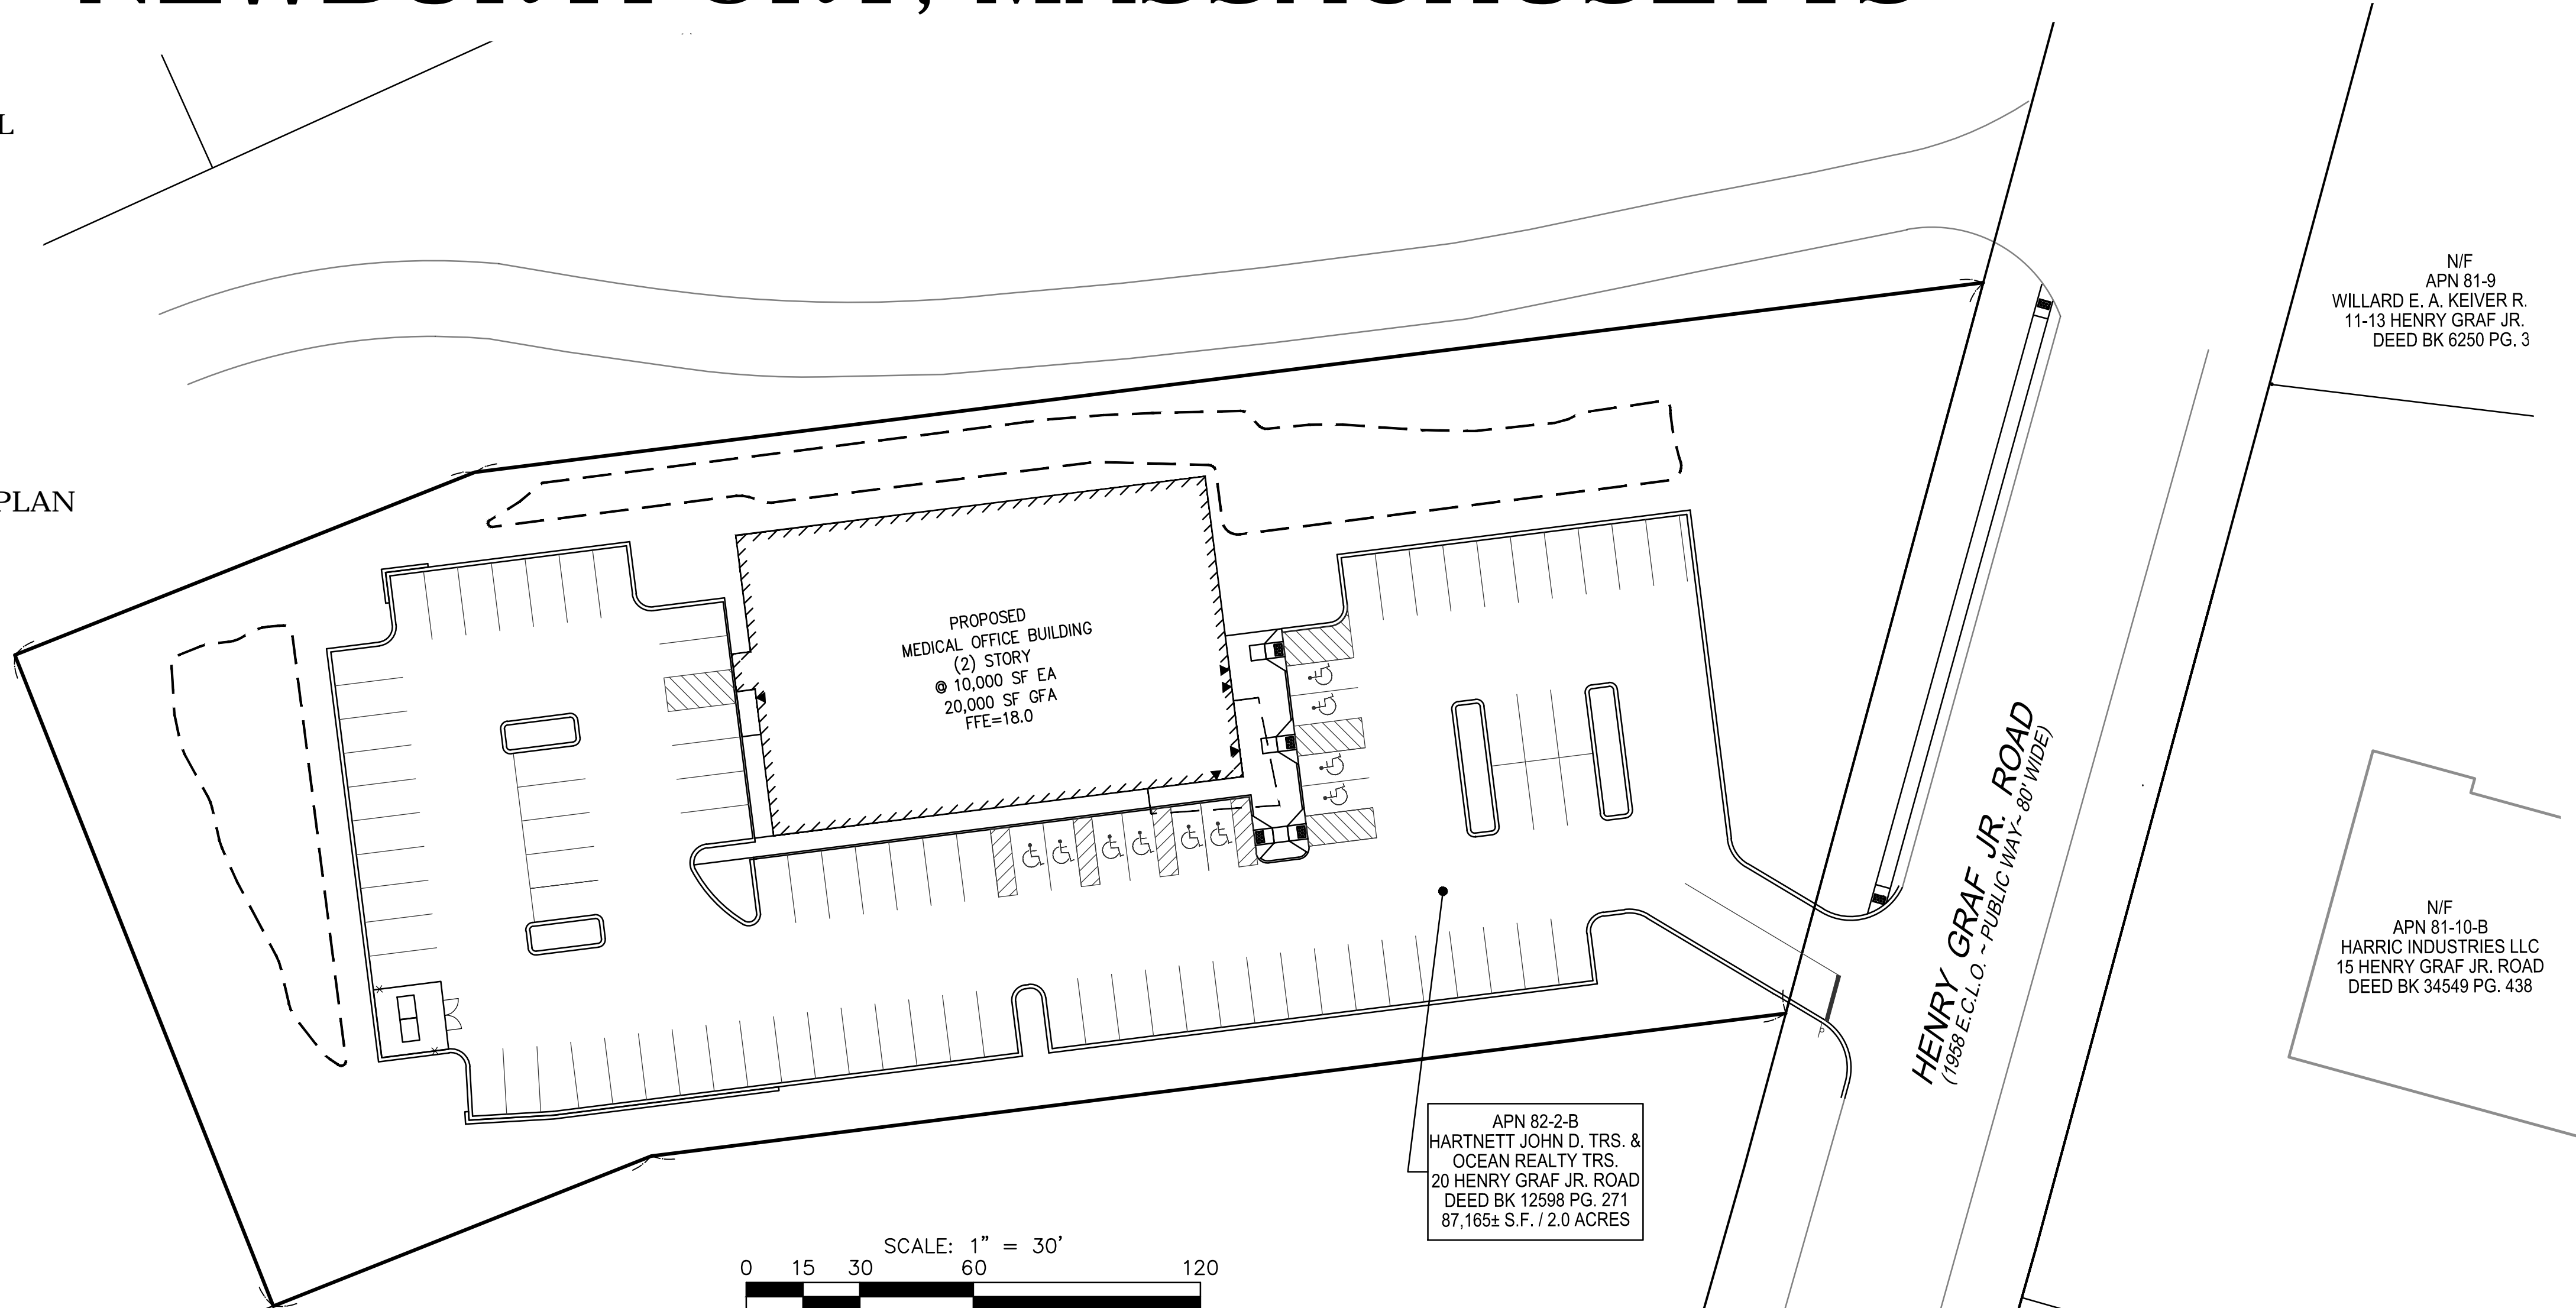 NEWBURYPORT, MASSACHUSETTS
L
PLAN
N/F
APN 81-9
WILLARD E. A. KEIVER R.
11-13 HENRY GRAF JR.
DEED BK 6250 PG. 3
PROPOSED
MEDICAL OFFICE BUILDING
(2) STORY
@ 10,000 SF EA
20,000 SF GFA
FFE=18.0
HENRY GRAF JR. ROAD
(1958 E.C.L.O. ~ PUBLIC WAY~ 80' WIDE)
N/F
APN 81-10-B
HARRIC INDUSTRIES LLC
15 HENRY GRAF JR. ROAD
DEED BK 34549 PG. 438
APN 82-2-B
HARTNETT JOHN D. TRS. &
OCEAN REALTY TRS.
20 HENRY GRAF JR. ROAD
DEED BK 12598 PG. 271
87,165± S.F. / 2.0 ACRES
SCALE: 1" = 30'
0 15 30 60 120